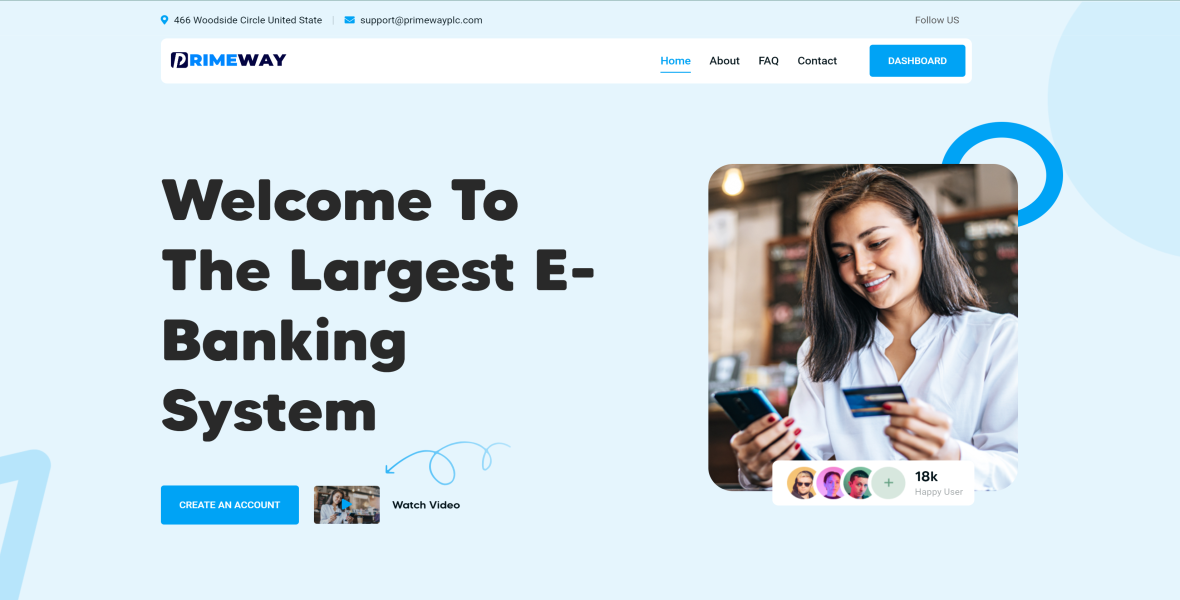 466 Woodside Circle United State
support@primewayplc.com
Follow US
PRIMEWAY
Home
About
FAQ
Contact
DASHBOARD
Welcome To
The Largest E-
Banking
System
CREATE AN ACCOUNT
Watch Video
18k
Happy User